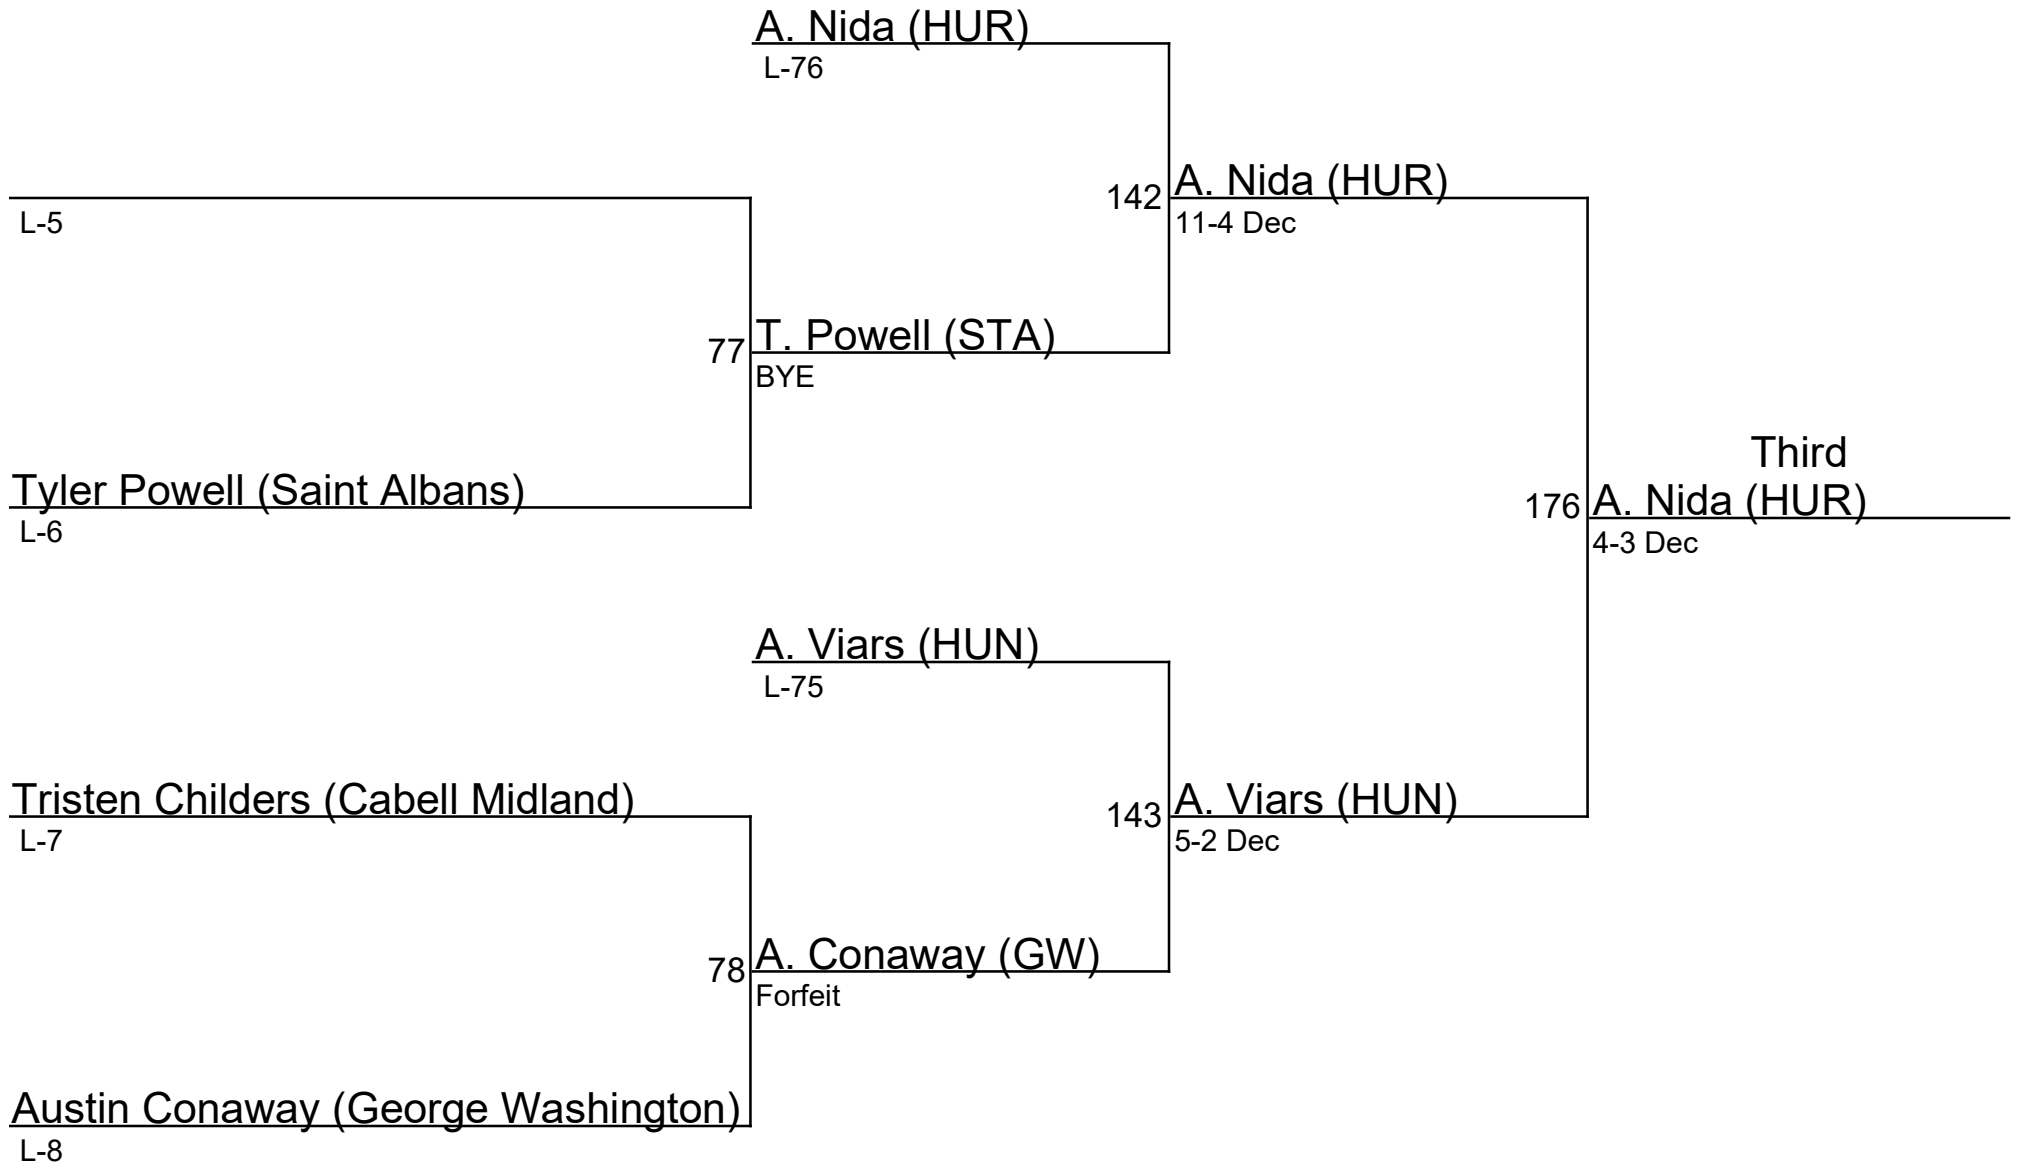 A. Nida (HUR)
L-76
142
A. Nida (HUR)
11-4 Dec
L-5
77
T. Powell (STA)
BYE
Tyler Powell (Saint Albans)
L-6
Third
176
A. Nida (HUR)
4-3 Dec
A. Viars (HUN)
L-75
Tristen Childers (Cabell Midland)
L-7
143
A. Viars (HUN)
5-2 Dec
78
A. Conaway (GW)
Forfeit
Austin Conaway (George Washington)
L-8